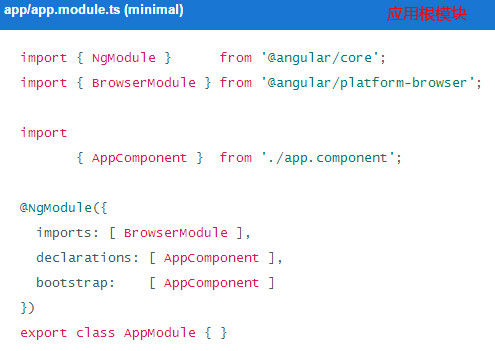 app/app.module.ts (minimal) 应用根模块
import { NgModule }      from '@angular/core';
import { BrowserModule } from '@angular/platform-browser';
import
       { AppComponent }  from './app.component';
@NgModule({
  imports: [ BrowserModule ],
  declarations: [ AppComponent ],
  bootstrap:    [ AppComponent ]
})
export class AppModule { }